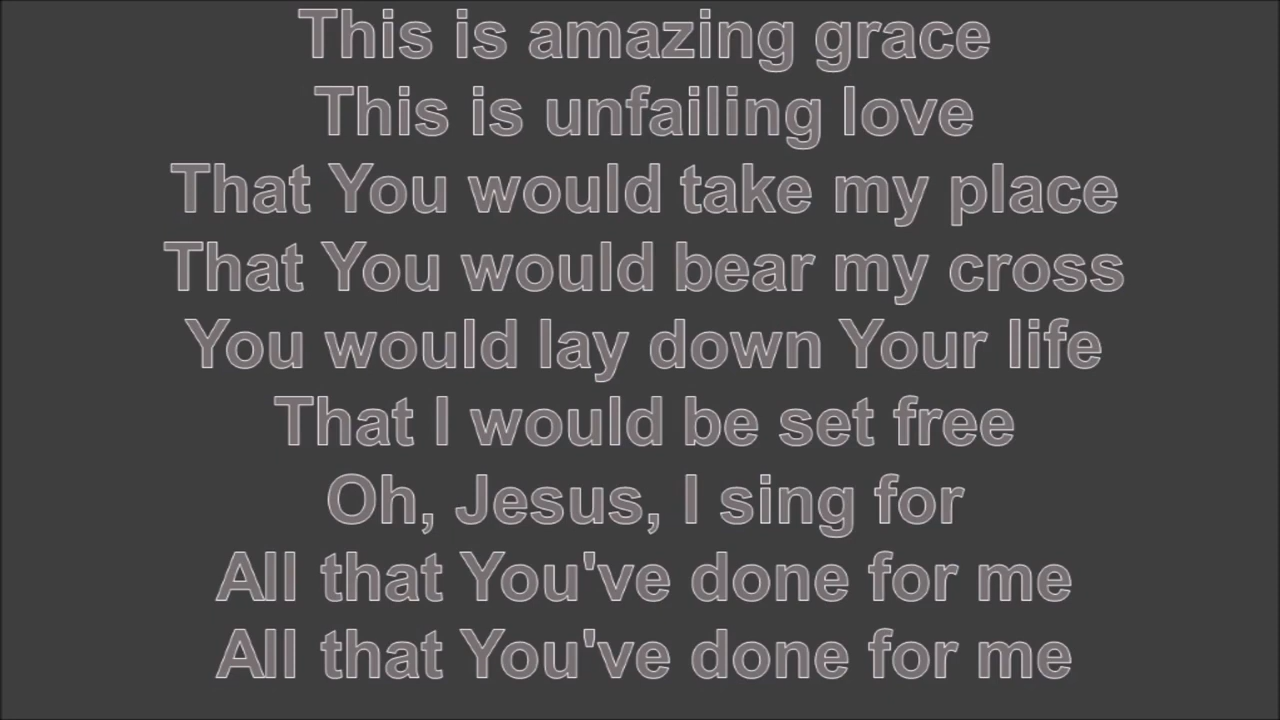 This is amazing grace
This is unfailing love
That You would take my place
That You would bear my cross
You would lay down Your life
That I would be set free
Oh, Jesus, I sing for
All that You've done for me
All that You've done for me